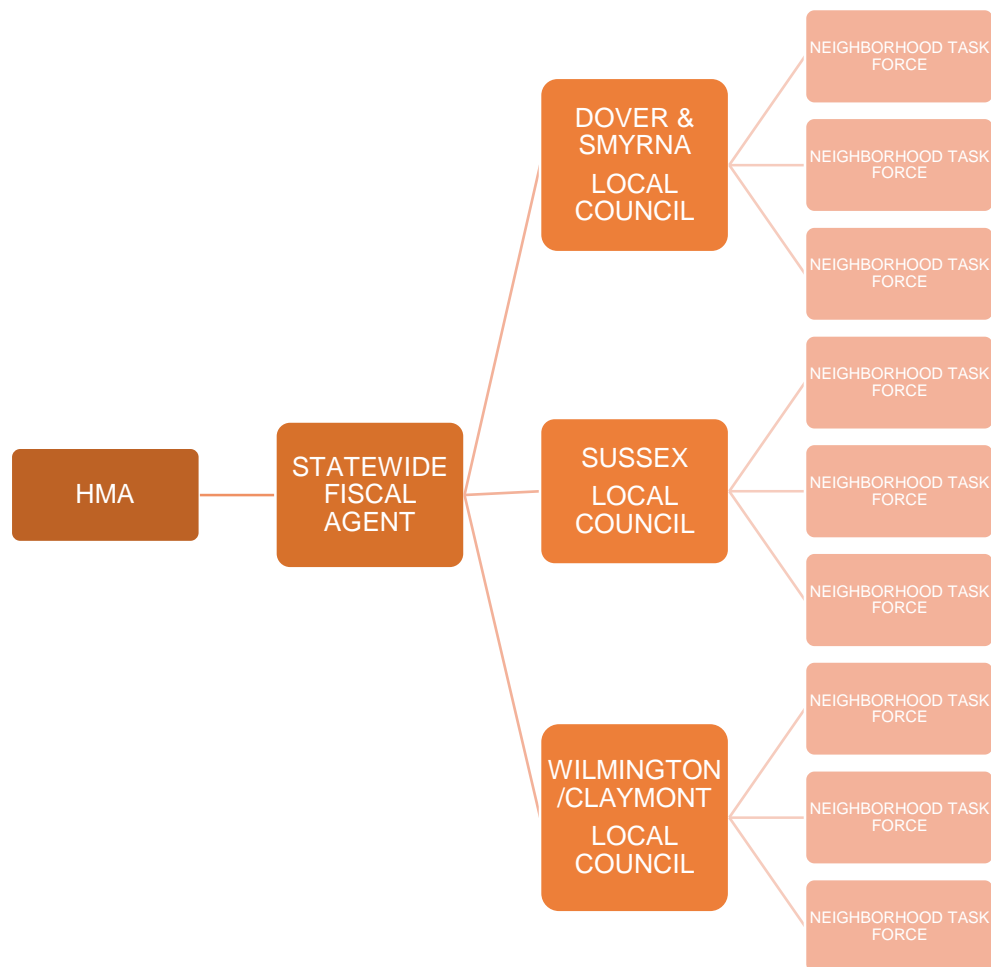 HMA
STATEWIDE
FISCAL
AGENT
DOVER &
SMYRNA
LOCAL
COUNCIL
NEIGHBORHOOD TASK
FORCE
NEIGHBORHOOD TASK
FORCE
NEIGHBORHOOD TASK
FORCE
SUSSEX
LOCAL
COUNCIL
NEIGHBORHOOD TASK
FORCE
NEIGHBORHOOD TASK
FORCE
NEIGHBORHOOD TASK
FORCE
WILMINGTON
/CLAYMONT
LOCAL
COUNCIL
NEIGHBORHOOD TASK
FORCE
NEIGHBORHOOD TASK
FORCE
NEIGHBORHOOD TASK
FORCE